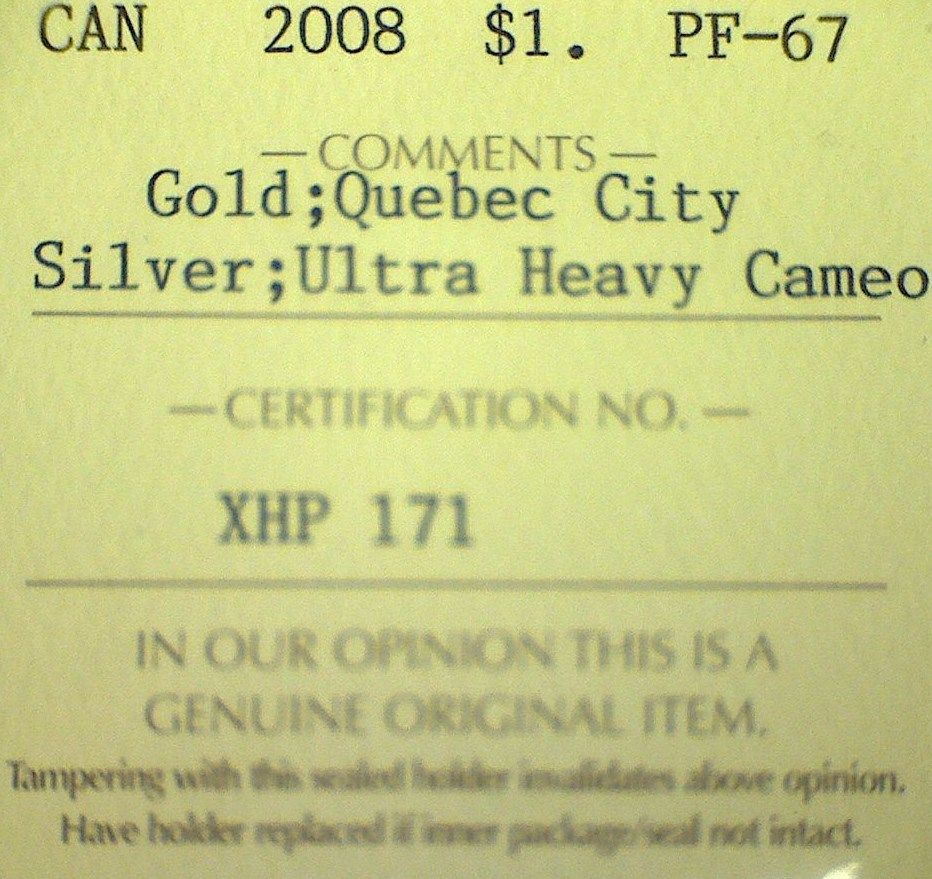 CAN 2008 $1. PF-67
— COMMENTS —
Gold;Quebec City
Silver;Ultra Heavy Cameo
— CERTIFICATION NO. —
XHP 171
IN OUR OPINION THIS IS A
GENUINE ORIGINAL ITEM.
Tampering with this sealed holder invalidates above opinion.
Have holder replaced if inner package/seal not intact.